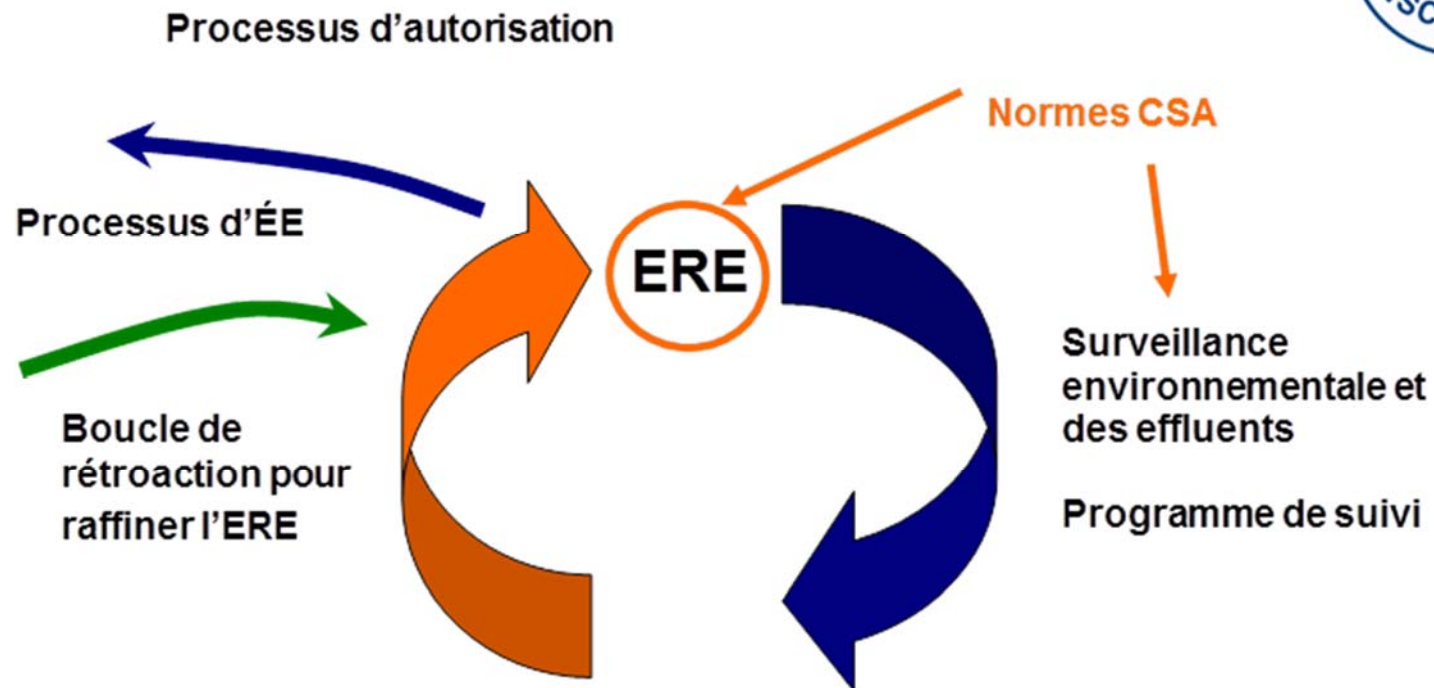 Processus d'autorisation
Normes CSA
Processus d'ÉE
ERE
Boucle de
rétroaction pour
raffiner l'ERE
Surveillance
environnementale et
des effluents
Programme de suivi